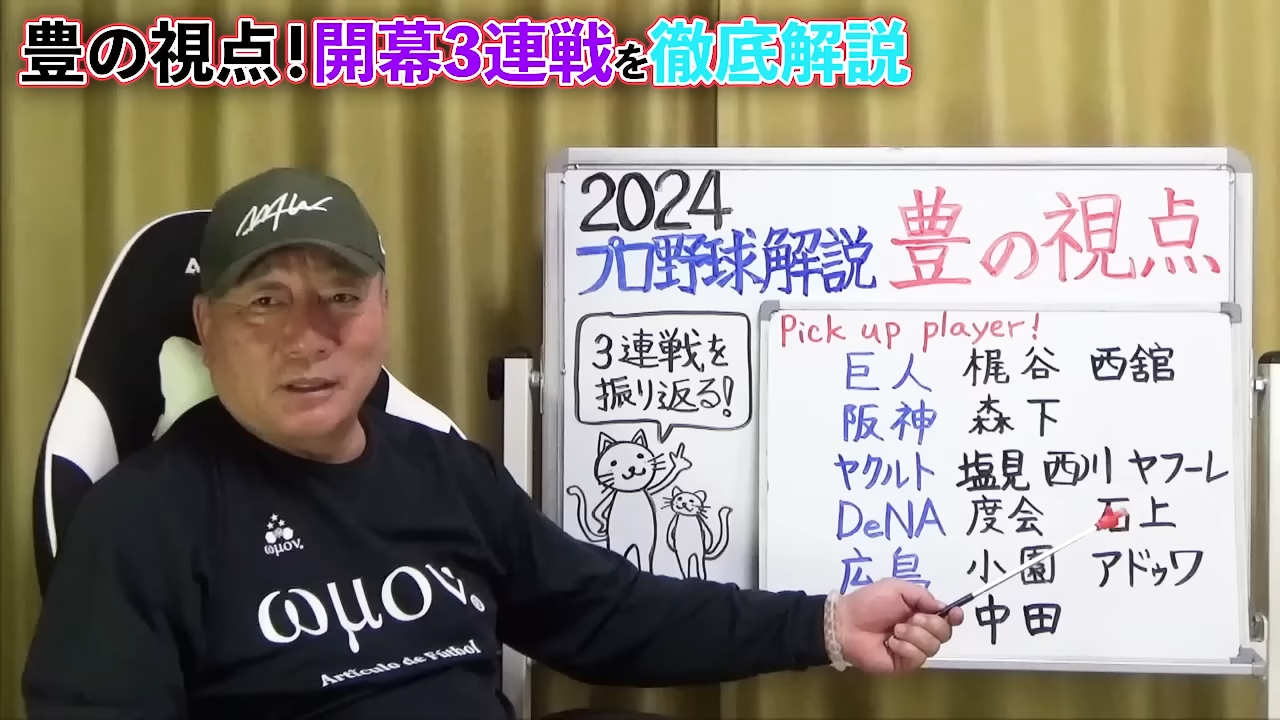 豊の視点！開幕3連戦を徹底解説
2024
プロ野球解説 豊の視点
3連戦を
振り返る!
Pick up player!
巨人 梶谷 西舘
阪神 森下
ヤクルト 塩見 西川 ヤフーレ
DeNA 度会 石上
広島 小園 アドゥワ
中田
ωμον.
ωμον.
Artículo de Fútbol